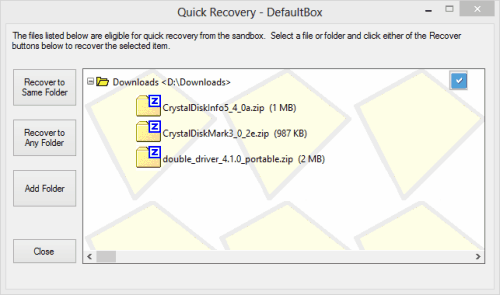 Quick Recovery - DefaultBox
The files listed below are eligible for quick recovery from the sandbox. Select a file or folder and click either of the Recover
buttons below to recover the selected item.
Recover to
Same Folder
Recover to
Any Folder
Add Folder
Close
Downloads <D:\Downloads>
CrystalDiskInfo5_4_0a.zip (1 MB)
CrystalDiskMark3_0_2e.zip (987 KB)
double_driver_4.1.0_portable.zip (2 MB)